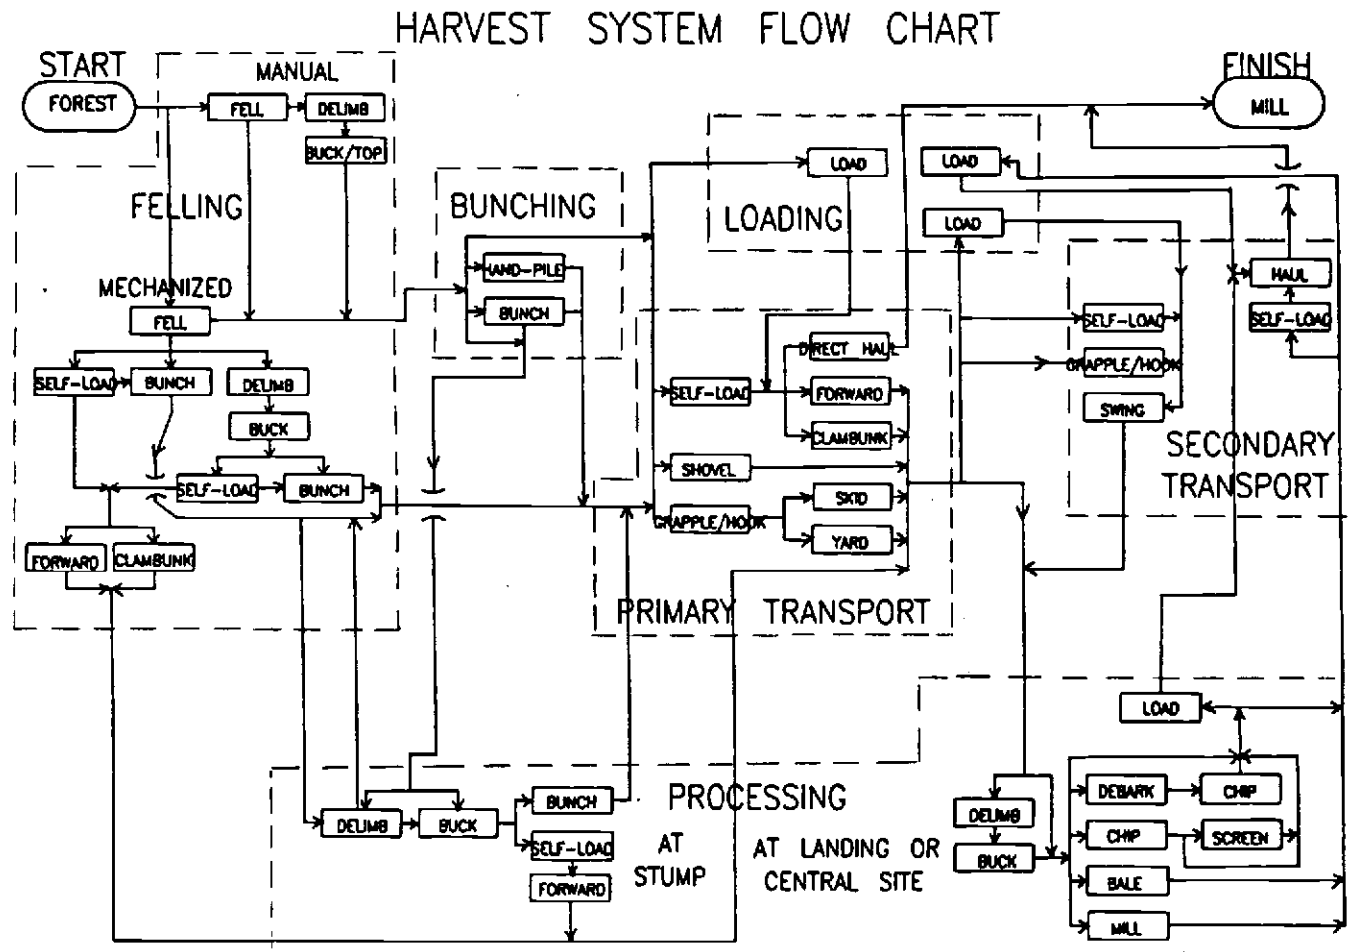 HARVEST SYSTEM FLOW CHART
START
FOREST
MANUAL
FELL
DELIMB
BUCK/TOP
FELLING
MECHANIZED
FELL
SELF-LOAD
BUNCH
DELIMB
BUCK
SELF-LOAD
BUNCH
FORWARD
CLAMBUNK
BUNCHING
HAND-PILE
BUNCH
LOAD
LOAD
LOADING
LOAD
FINISH
MILL
DIRECT HAUL
SELF-LOAD
FORWARD
CLAMBUNK
SHOVEL
GRAPPLE/HOOK
SKID
YARD
PRIMARY TRANSPORT
HAUL
SELF-LOAD
SELF-LOAD
GRAPPLE/HOOK
SWING
SECONDARY
TRANSPORT
DELIMB
BUCK
BUNCH
SELF-LOAD
FORWARD
PROCESSING
AT
STUMP
AT LANDING OR
CENTRAL SITE
DELIMB
BUCK
LOAD
DEBARK
CHIP
CHIP
SCREEN
BALE
MILL